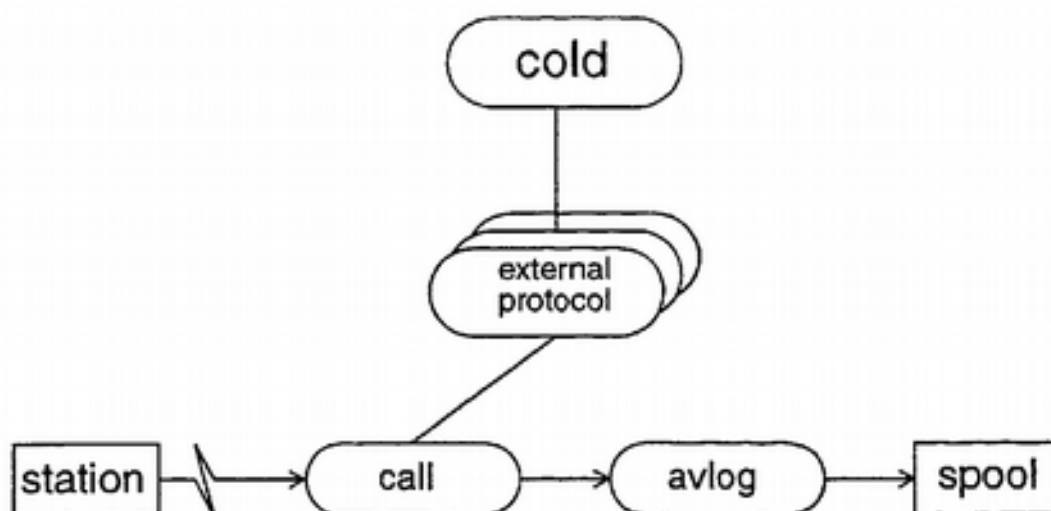 cold
external
protocol
station
call
avlog
spool